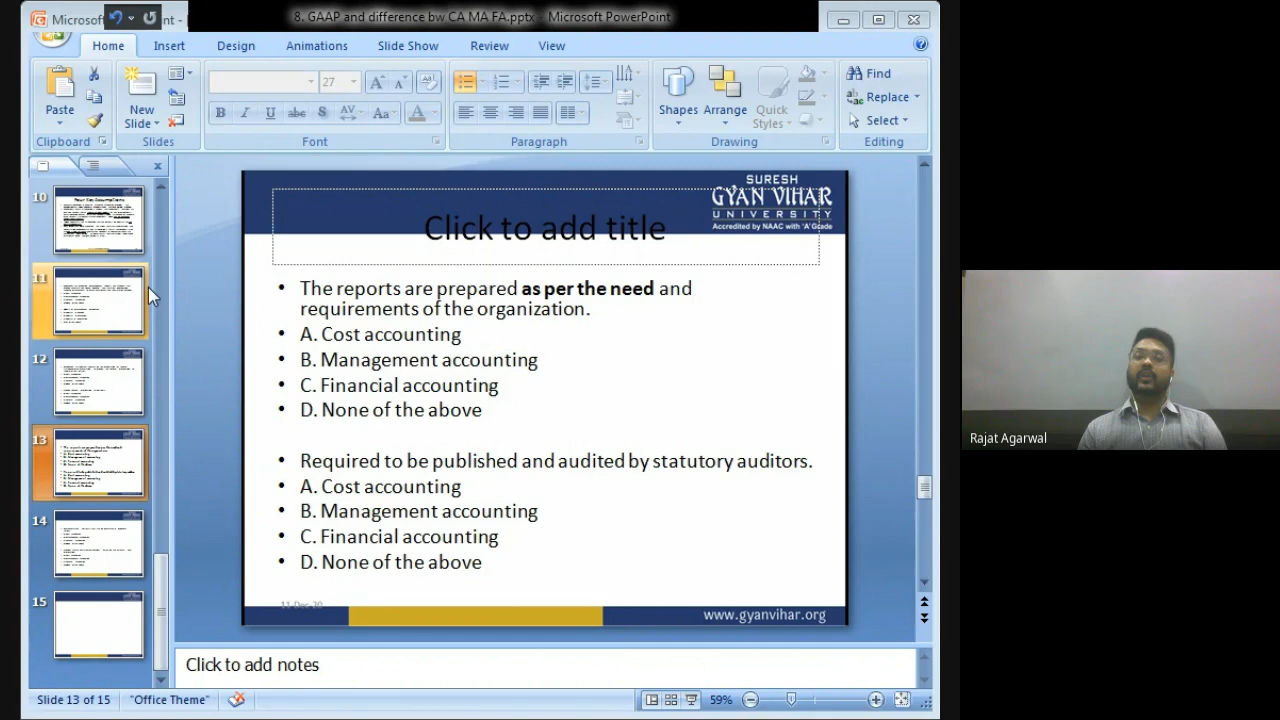 Microsoft
8. GAAP and difference bw CA MA FA.pptx - Microsoft PowerPoint
Home
Insert
Design
Animations
Slide Show
Review
View
27
Paste
New
Slide
Shapes
Arrange
Quick
Styles
Find
Replace
Select
Clipboard
Slides
Font
Paragraph
Drawing
Editing
10
11
12
13
14
15
SURESH
GYAN VIHAR
UNIVERSITY
Accredited by NAAC with 'A' Grade
Click to add title
• The reports are prepared as per the need and
requirements of the organization.
• A. Cost accounting
• B. Management accounting
• C. Financial accounting
• D. None of the above
• Required to be published and audited by statutory auditors.
• A. Cost accounting
• B. Management accounting
• C. Financial accounting
• D. None of the above
11-Dec-20
www.gyanvihar.org
Click to add notes
Slide 13 of 15
"Office Theme"
59%
Rajat Agarwal